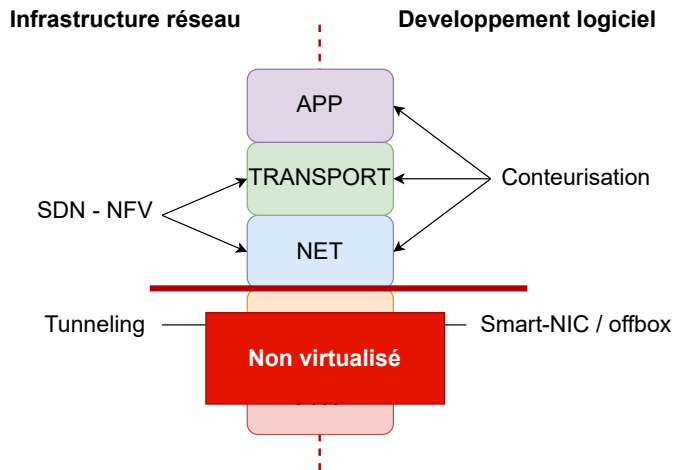 Infrastructure réseau
Developpement logiciel
APP
TRANSPORT
Conteurisation
SDN - NFV
NET
Tunneling
Smart-NIC / offbox
Non virtualisé